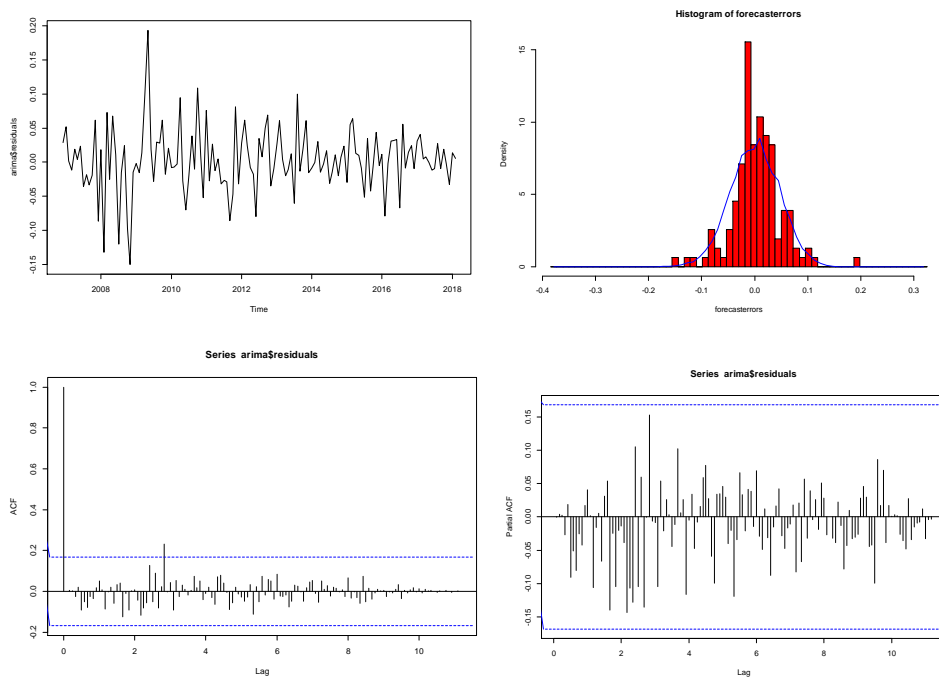 arima$residuals
0.20
0.15
0.10
0.05
0.00
-0.05
-0.10
-0.15
2008 2010 2012 2014 2016 2018
Time
Histogram of forecasterrors
Density
15
10
5
0
-0.4 -0.3 -0.2 -0.1 0.0 0.1 0.2 0.3
forecasterrors
Series arima$residuals
ACF
1.0
0.8
0.6
0.4
0.2
0.0
-0.2
0 2 4 6 8 10
Lag
Series arima$residuals
Partial ACF
0.15
0.10
0.05
0.00
-0.05
-0.10
-0.15
0 2 4 6 8 10
Lag